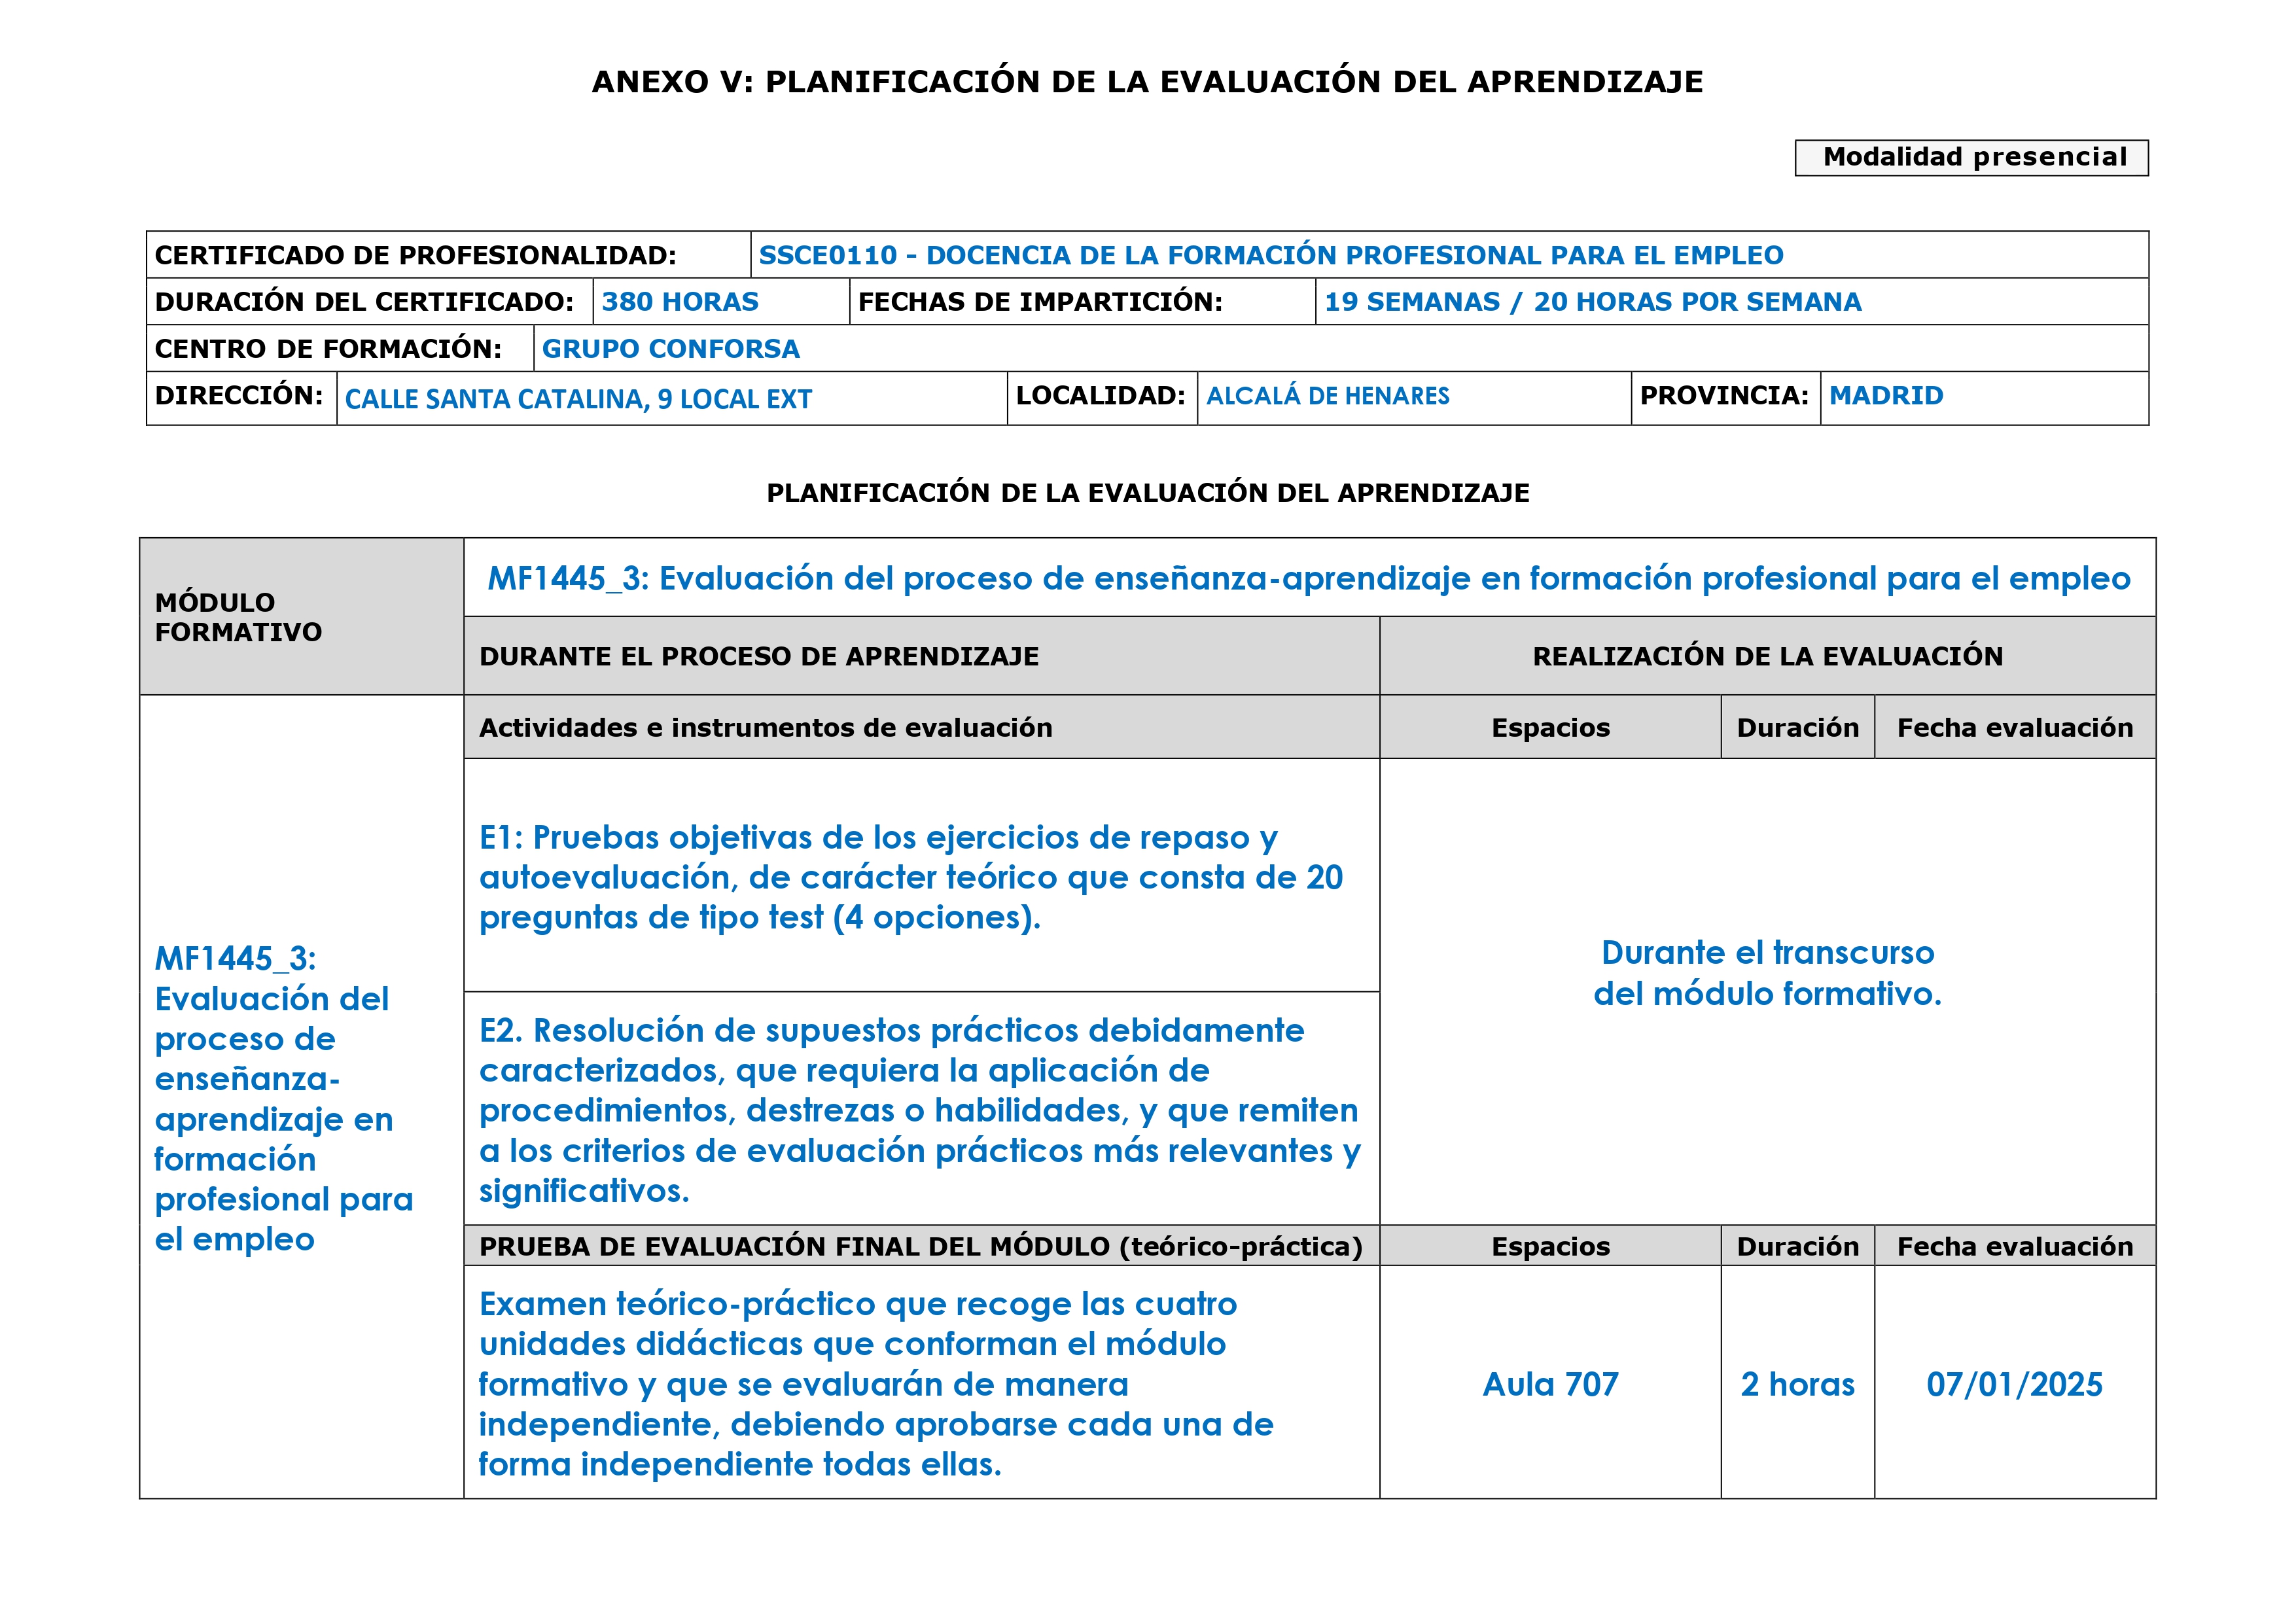 ANEXO V: PLANIFICACIÓN DE LA EVALUACIÓN DEL APRENDIZAJE
Modalidad presencial
CERTIFICADO DE PROFESIONALIDAD: SSCE0110 - DOCENCIA DE LA FORMACIÓN PROFESIONAL PARA EL EMPLEO
DURACIÓN DEL CERTIFICADO: 380 HORAS FECHAS DE IMPARTICIÓN: 19 SEMANAS / 20 HORAS POR SEMANA
CENTRO DE FORMACIÓN: GRUPO CONFORSA
DIRECCIÓN: CALLE SANTA CATALINA, 9 LOCAL EXT LOCALIDAD: ALCALÁ DE HENARES PROVINCIA: MADRID
PLANIFICACIÓN DE LA EVALUACIÓN DEL APRENDIZAJE
MÓDULO
FORMATIVO
MF1445_3: Evaluación del proceso de enseñanza-aprendizaje en formación profesional para el empleo
DURANTE EL PROCESO DE APRENDIZAJE REALIZACIÓN DE LA EVALUACIÓN
MF1445_3:
Evaluación del
proceso de
enseñanza-
aprendizaje en
formación
profesional para
el empleo
Actividades e instrumentos de evaluación Espacios Duración Fecha evaluación
E1: Pruebas objetivas de los ejercicios de repaso y
autoevaluación, de carácter teórico que consta de 20
preguntas de tipo test (4 opciones).
E2. Resolución de supuestos prácticos debidamente
caracterizados, que requiera la aplicación de
procedimientos, destrezas o habilidades, y que remiten
a los criterios de evaluación prácticos más relevantes y
significativos.
Durante el transcurso
del módulo formativo.
PRUEBA DE EVALUACIÓN FINAL DEL MÓDULO (teórico-práctica) Espacios Duración Fecha evaluación
Examen teórico-práctico que recoge las cuatro
unidades didácticas que conforman el módulo
formativo y que se evaluarán de manera
independiente, debiendo aprobarse cada una de
forma independiente todas ellas.
Aula 707 2 horas 07/01/2025